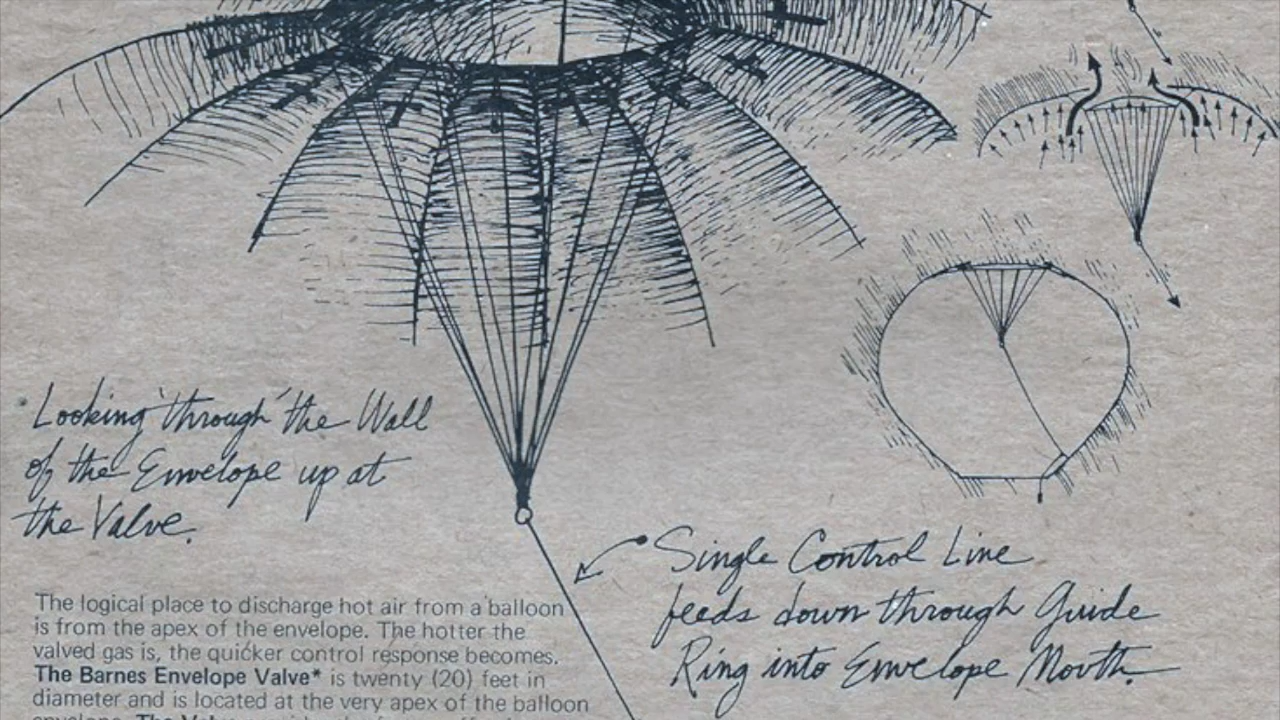 Looking through the Wall
of the Envelope up at
the Valve.
Single Control Line
feeds down through Guide
Ring into Envelope Mouth.
The logical place to discharge hot air from a balloon
is from the apex of the envelope. The hotter the
valved gas is, the quicker control response becomes.
The Barnes Envelope Valve* is twenty (20) feet in
diameter and is located at the very apex of the balloon